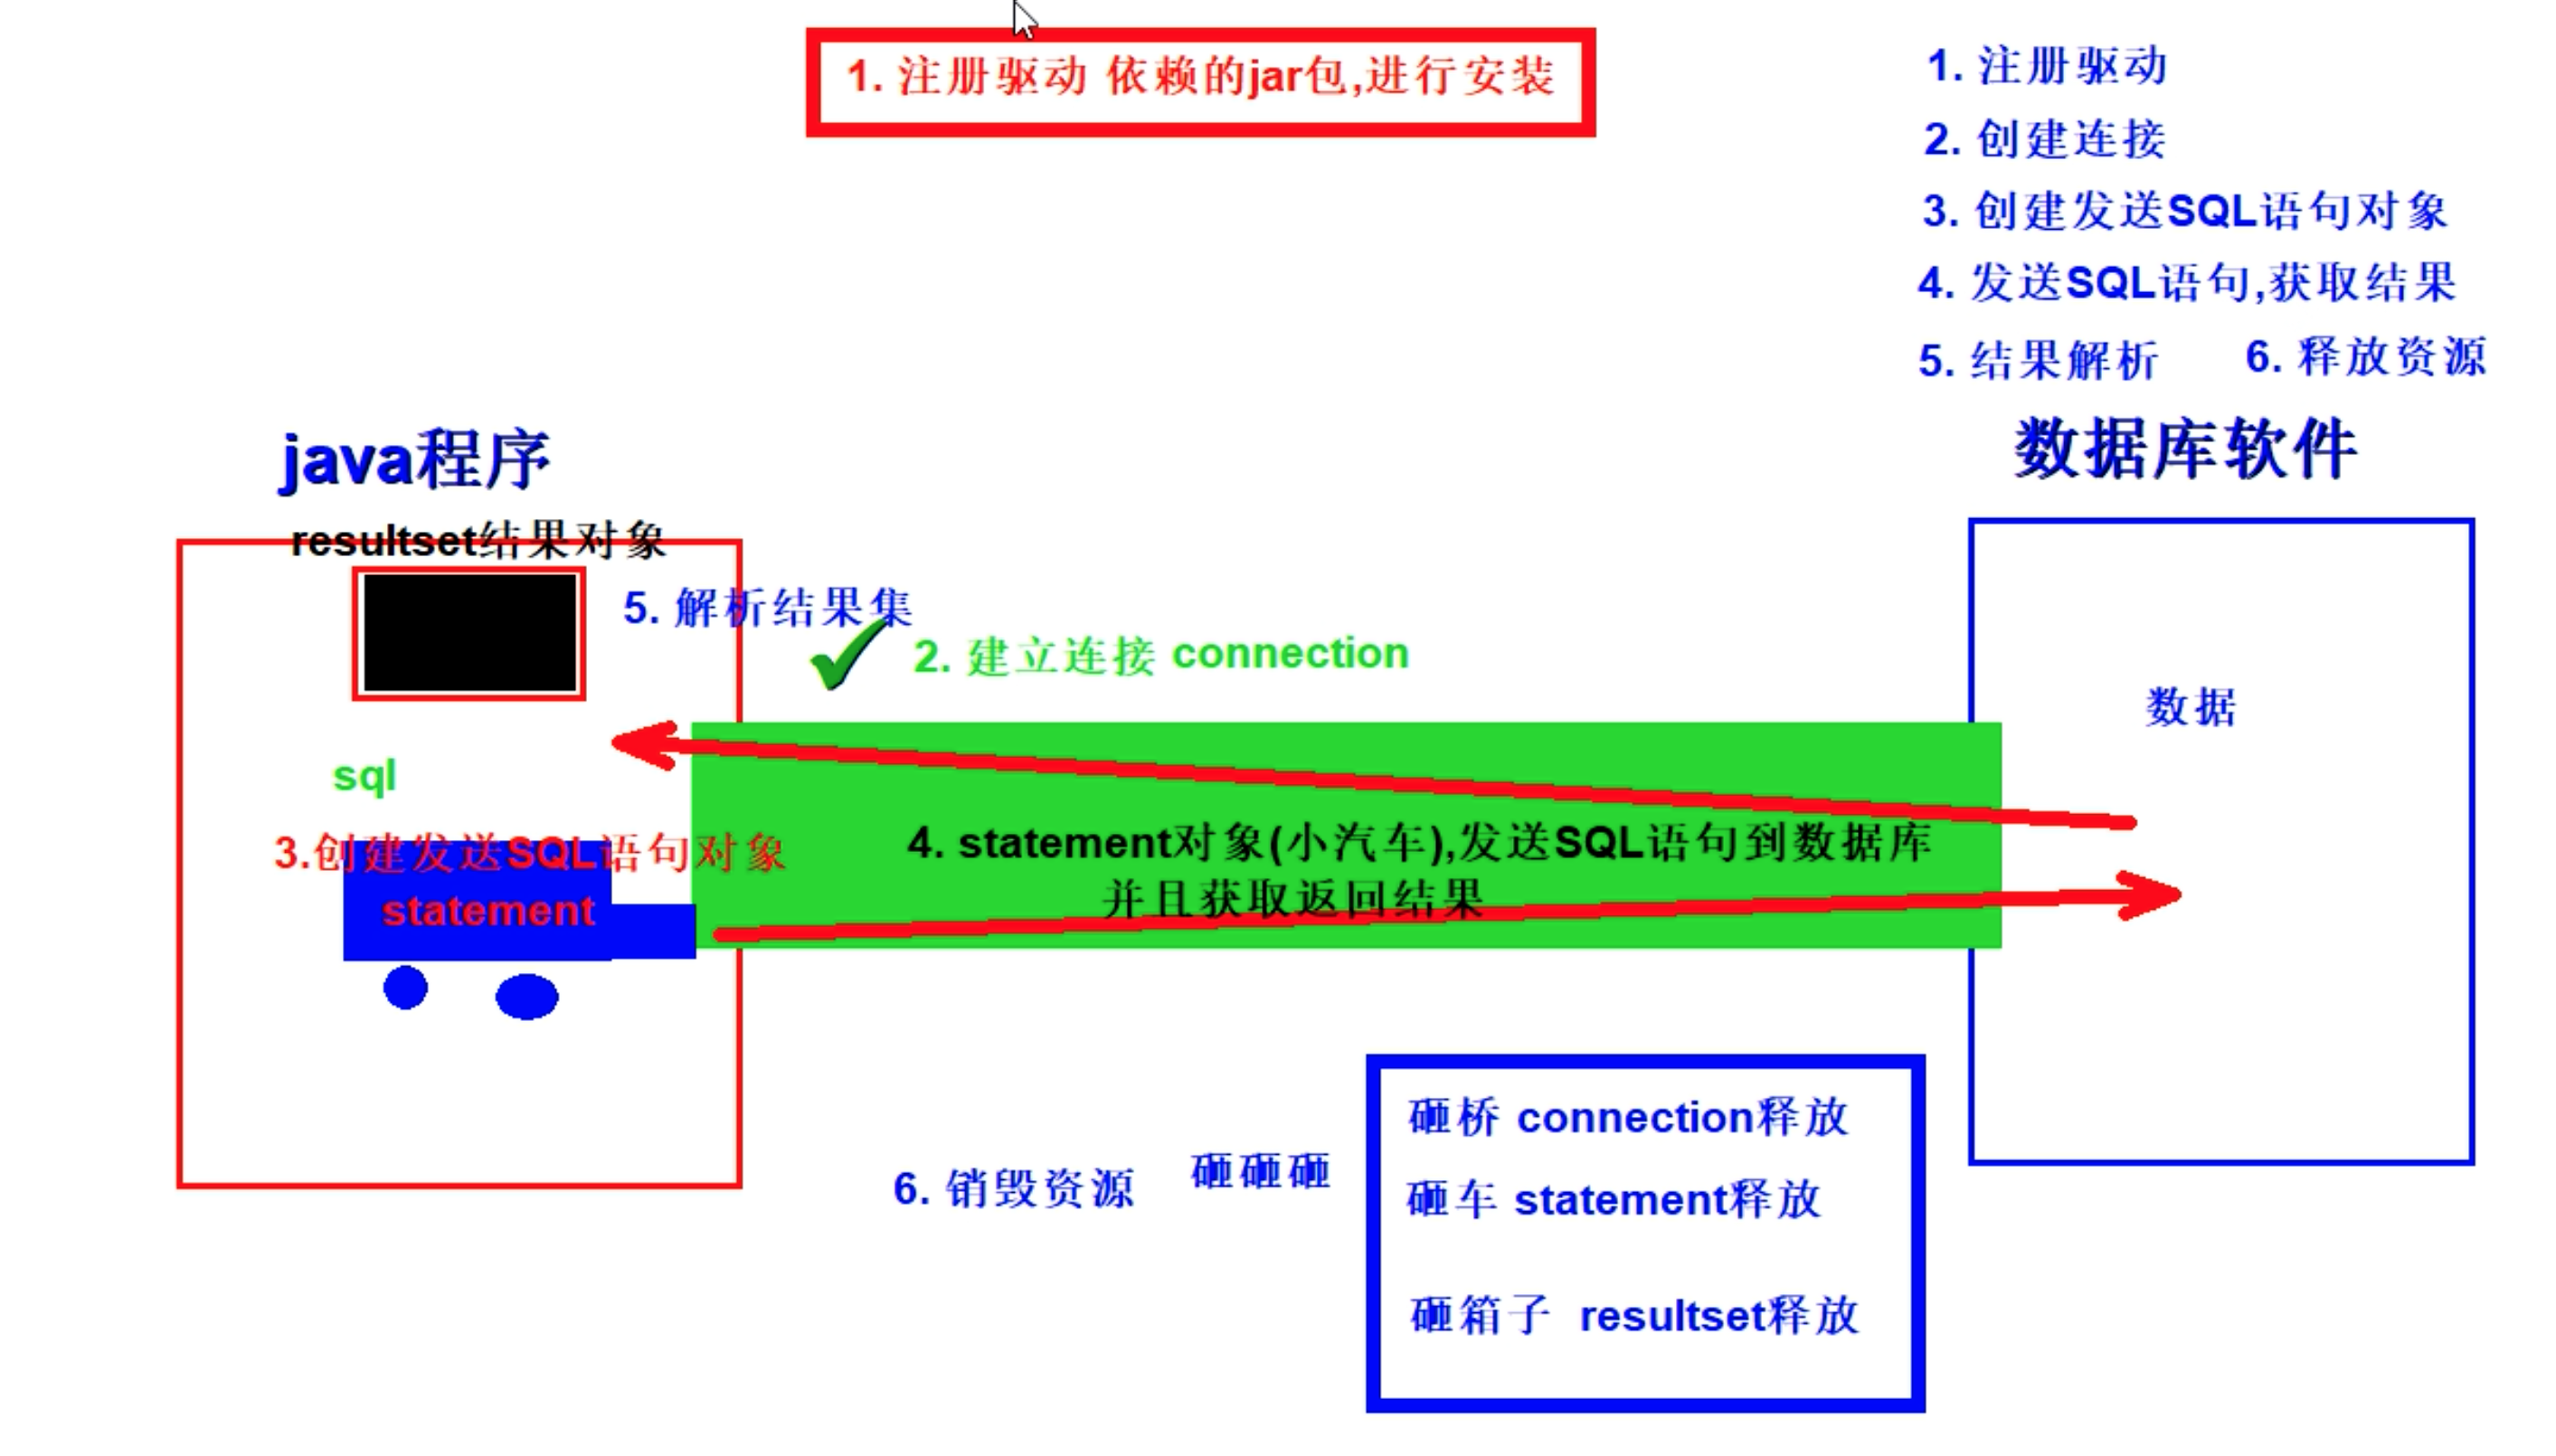 1. 注册驱动 依赖的jar包,进行安装
1. 注册驱动
2. 创建连接
3. 创建发送SQL语句对象
4. 发送SQL语句,获取结果
5. 结果解析
6. 释放资源
java程序
数据库软件
resultset结果对象
5. 解析结果集
2. 建立连接 connection
数据
sql
3.创建发送SQL语句对象
statement
4. statement对象(小汽车),发送SQL语句到数据库
并且获取返回结果
6. 销毁资源
砸砸砸
砸桥 connection释放
砸车 statement释放
砸箱子 resultset释放